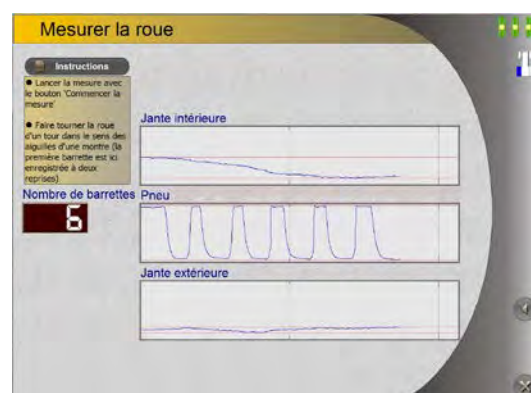 Mesurer la roue
Instructions
● Lancer la mesure avec
le bouton 'Commencer la
mesure'
● Faire tourner la roue
d'un tour dans le sens des
aiguilles d'une montre (la
première barrette est ici
enregistrée à deux
reprises)
Nombre de barrettes
6
Jante intérieure
Pneu
Jante extérieure